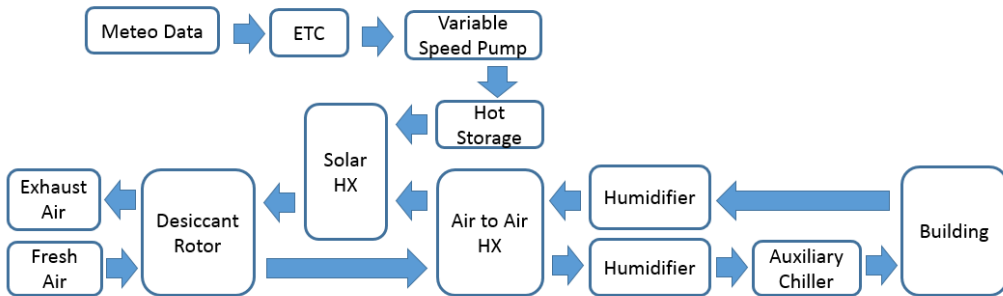 Meteo Data
ETC
Variable
Speed Pump
Hot
Storage
Solar
HX
Exhaust
Air
Fresh
Air
Desiccant
Rotor
Air to Air
HX
Humidifier
Humidifier
Auxiliary
Chiller
Building